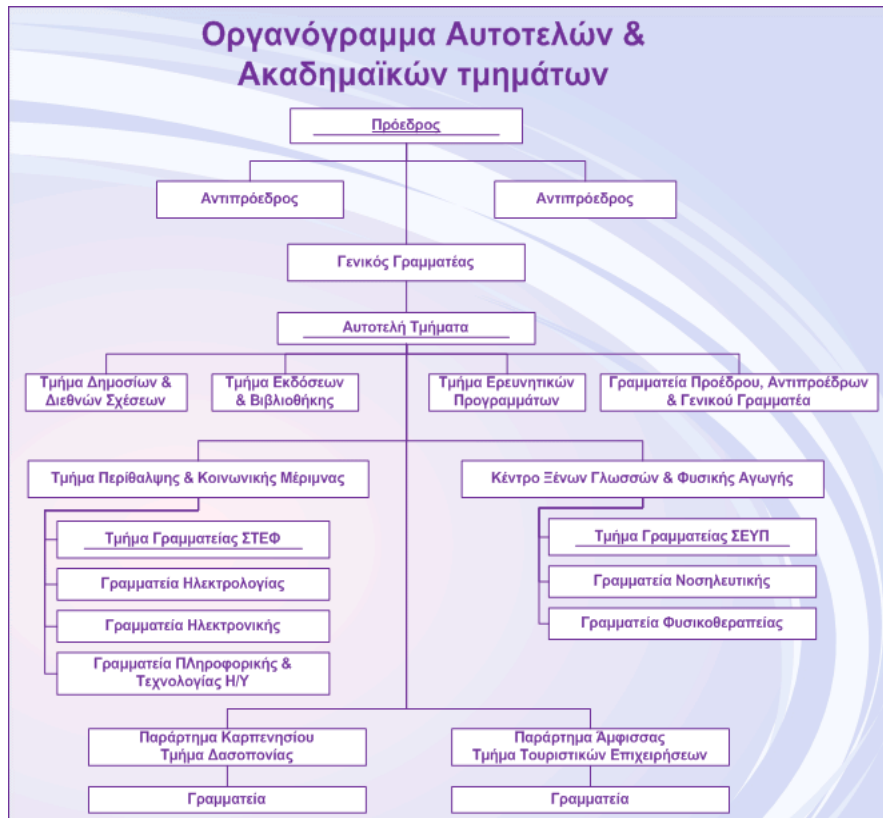 Οργανόγραμμα Αυτοτελών &
Ακαδημαϊκών τμημάτων
Πρόεδρος
Αντιπρόεδρος
Αντιπρόεδρος
Γενικός Γραμματέας
Αυτοτελή Τμήματα
Τμήμα Δημοσίων &
Διεθνών Σχέσεων
Τμήμα Εκδόσεων
& Βιβλιοθήκης
Τμήμα Ερευνητικών
Προγραμμάτων
Γραμματεία Προέδρου, Αντιπροέδρων
& Γενικού Γραμματέα
Τμήμα Περίθαλψης & Κοινωνικής Μέριμνας
Κέντρο Ξένων Γλωσσών & Φυσικής Αγωγής
Τμήμα Γραμματείας ΣΤΕΦ
Γραμματεία Ηλεκτρολογίας
Γραμματεία Ηλεκτρονικής
Γραμματεία ΠΛηροφορικής &
Τεχνολογίας Η/Υ
Τμήμα Γραμματείας ΣΕΥΠ
Γραμματεία Νοσηλευτικής
Γραμματεία Φυσικοθεραπείας
Παράρτημα Καρπενησίου
Τμήμα Δασοπονίας
Γραμματεία
Παράρτημα Άμφισσας
Τμήμα Τουριστικών Επιχειρήσεων
Γραμματεία